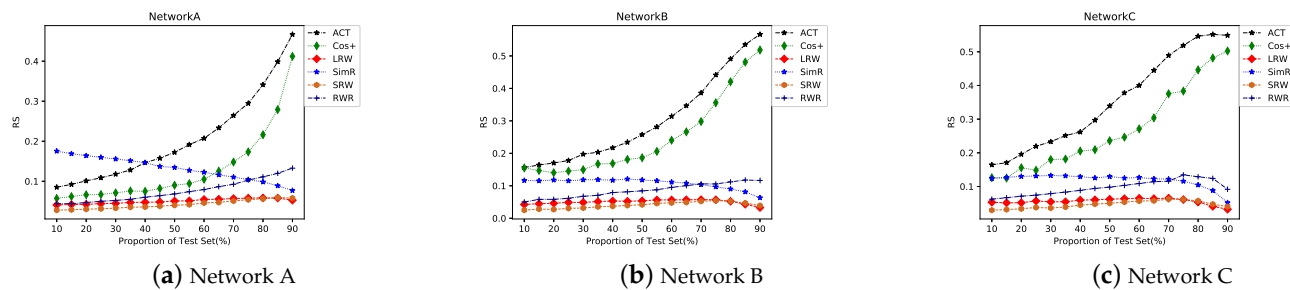 NetworkA
RS
0.4
0.3
0.2
0.1
10 20 30 40 50 60 70 80 90
Proportion of Test Set(%)
ACT
Cos+
LRW
SimR
SRW
RWR
(a) Network A
NetworkB
RS
0.5
0.4
0.3
0.2
0.1
0.0
10 20 30 40 50 60 70 80 90
Proportion of Test Set(%)
ACT
Cos+
LRW
SimR
SRW
RWR
(b) Network B
NetworkC
RS
0.5
0.4
0.3
0.2
0.1
10 20 30 40 50 60 70 80 90
Proportion of Test Set(%)
ACT
Cos+
LRW
SimR
SRW
RWR
(c) Network C